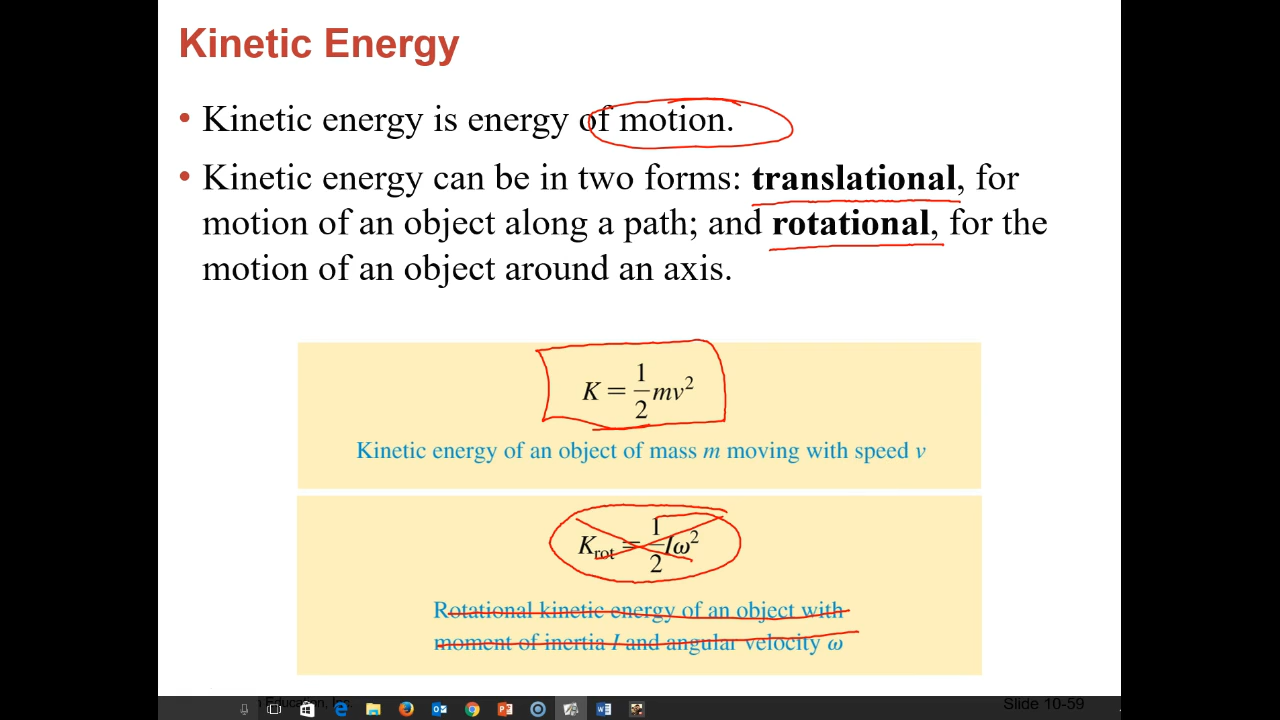 Kinetic Energy
• Kinetic energy is energy of motion.
• Kinetic energy can be in two forms: translational, for
motion of an object along a path; and rotational, for the
motion of an object around an axis.
K = 1/2 mv²
Kinetic energy of an object of mass m moving with speed v
K_rot = 1/2 Iω²
Rotational kinetic energy of an object with
moment of inertia I and angular velocity ω
Education, Inc.
Slide 10-59